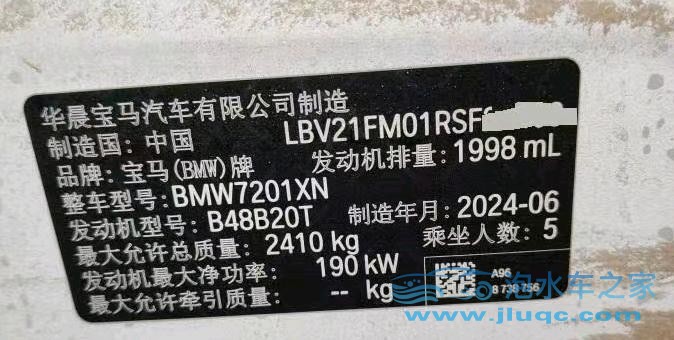 华晨宝马汽车有限公司制造
制造国: 中国
LBV21FM01RSF
品牌: 宝马(BMW)牌
发动机排量: 1998 mL
整车型号: BMW7201XN
发动机型号: B48B20T
制造年月: 2024-06
最大允许总质量: 2410 kg
乘坐人数: 5
发动机最大净功率: 190 kW
最大允许牵引质量: -- kg
A96
8 738 756
泡水车之家
www.jluqc.com